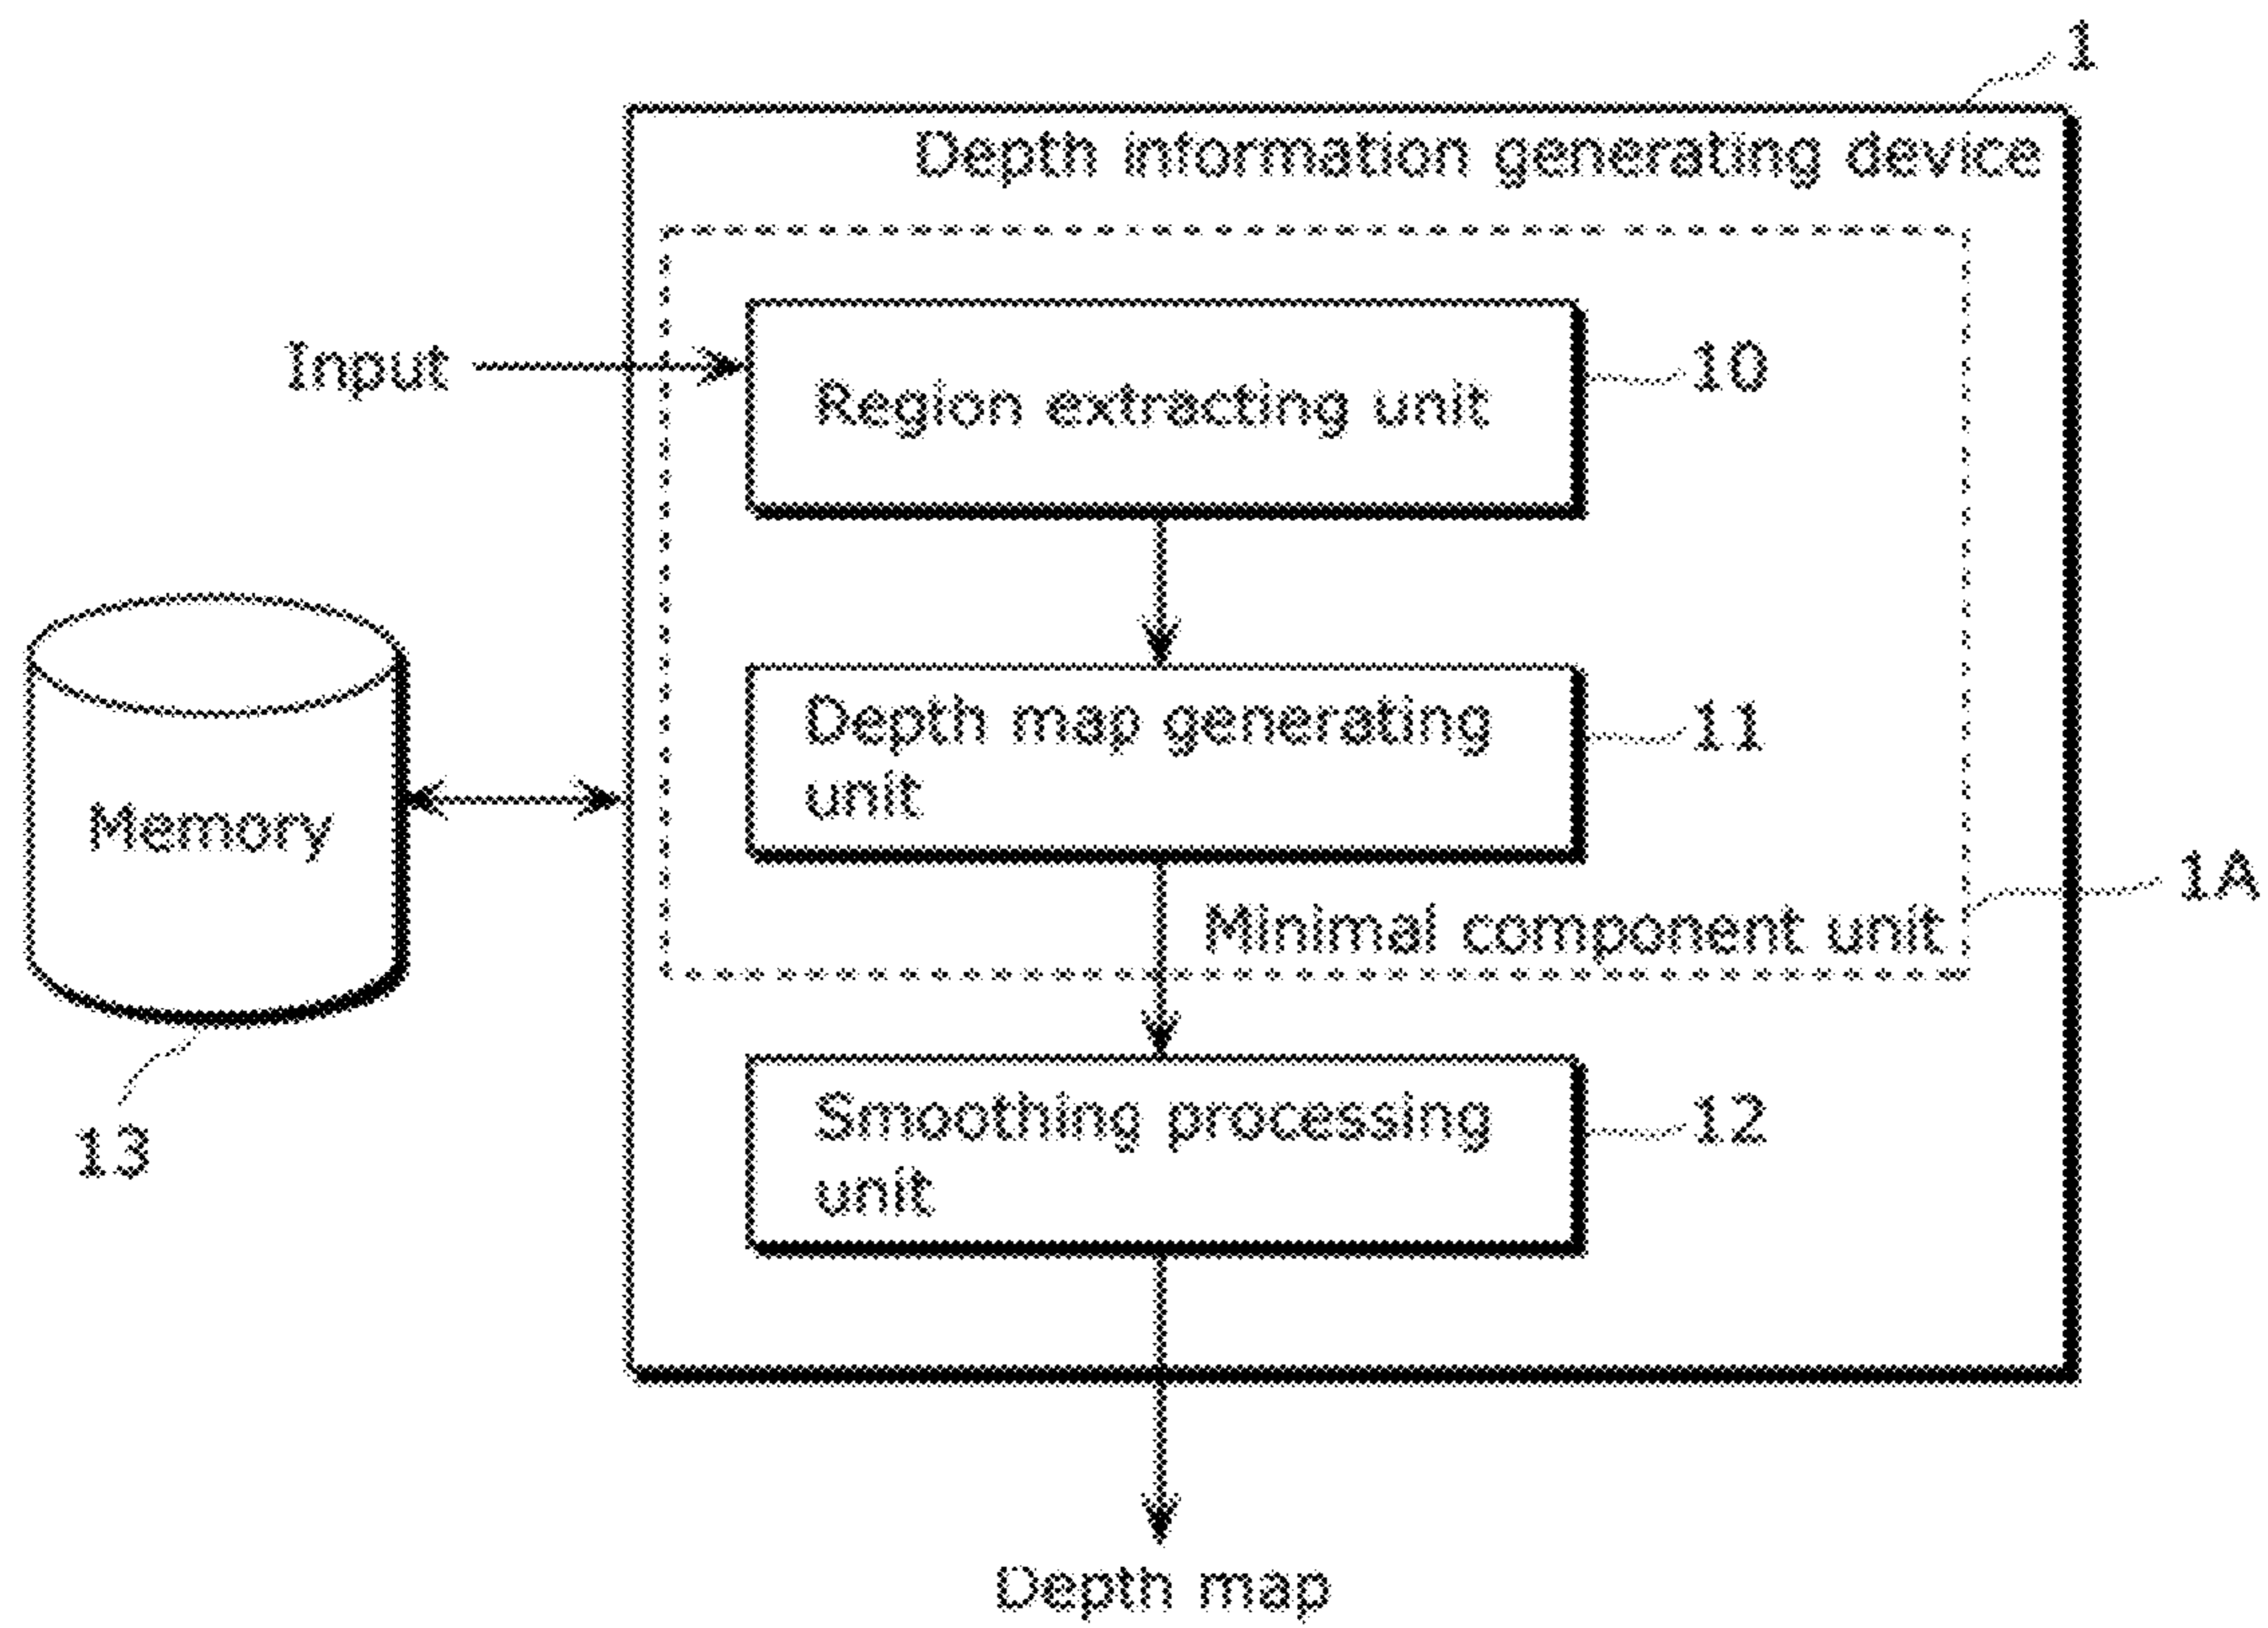 1
Depth information generating device
Input
Region extracting unit
10
Depth map generating
unit
11
Memory
Minimal component unit
1A
Smoothing processing
unit
12
13
Depth map